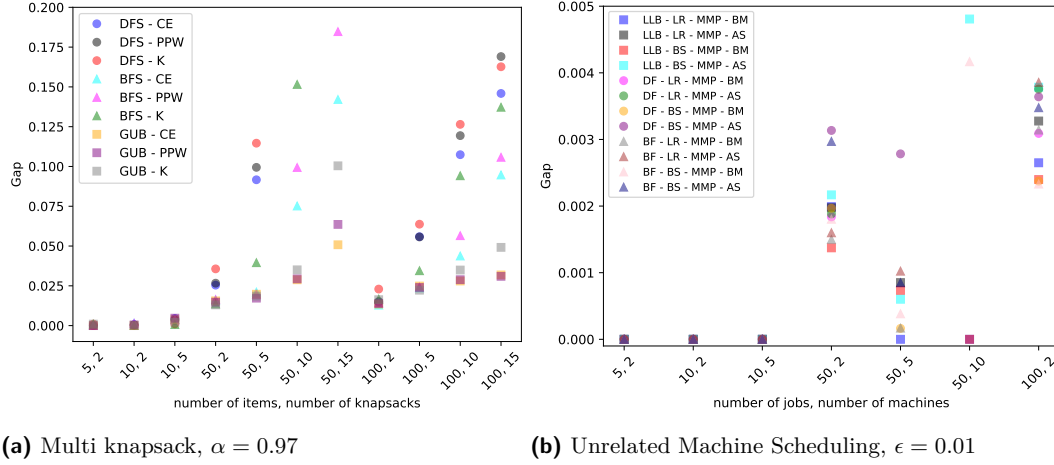 0.200
0.175
0.150
0.125
0.100
0.075
0.050
0.025
0.000
Gap
DFS - CE
DFS - PPW
DFS - K
BFS - CE
BFS - PPW
BFS - K
GUB - CE
GUB - PPW
GUB - K
5, 2
10, 2
10, 5
50, 2
50, 5
50, 10
50, 15
100, 2
100, 5
100, 10
100, 15
number of items, number of knapsacks
(a) Multi knapsack, α = 0.97
0.005
0.004
0.003
0.002
0.001
0.000
Gap
LLB - LR - MMP - BM
LLB - LR - MMP - AS
LLB - BS - MMP - BM
LLB - BS - MMP - AS
DF - LR - MMP - BM
DF - LR - MMP - AS
DF - BS - MMP - BM
DF - BS - MMP - AS
BF - LR - MMP - BM
BF - LR - MMP - AS
BF - BS - MMP - BM
BF - BS - MMP - AS
5, 2
10, 2
10, 5
50, 2
50, 5
50, 10
100, 2
number of jobs, number of machines
(b) Unrelated Machine Scheduling, ϵ = 0.01